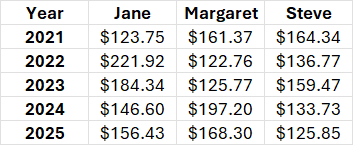 Year Jane Margaret Steve
2021 $123.75 $161.37 $164.34
2022 $221.92 $122.76 $136.77
2023 $184.34 $125.77 $159.47
2024 $146.60 $197.20 $133.73
2025 $156.43 $168.30 $125.85